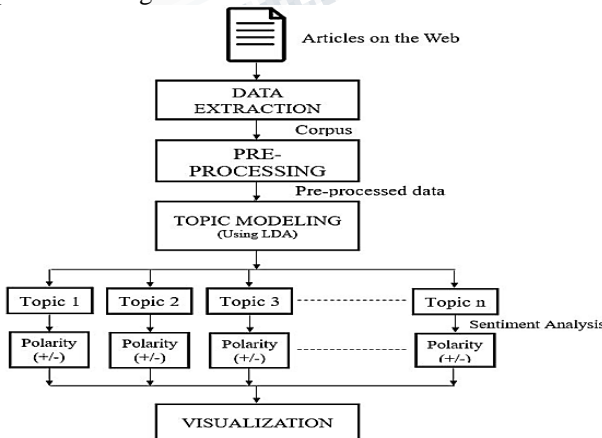 Articles on the Web
DATA
EXTRACTION
Corpus
PRE-
PROCESSING
Pre-processed data
TOPIC MODELING
(Using LDA)
Topic 1
Topic 2
Topic 3
Topic n
Sentiment Analysis
Polarity
(+/-)
Polarity
(+/-)
Polarity
(+/-)
Polarity
(+/-)
VISUALIZATION